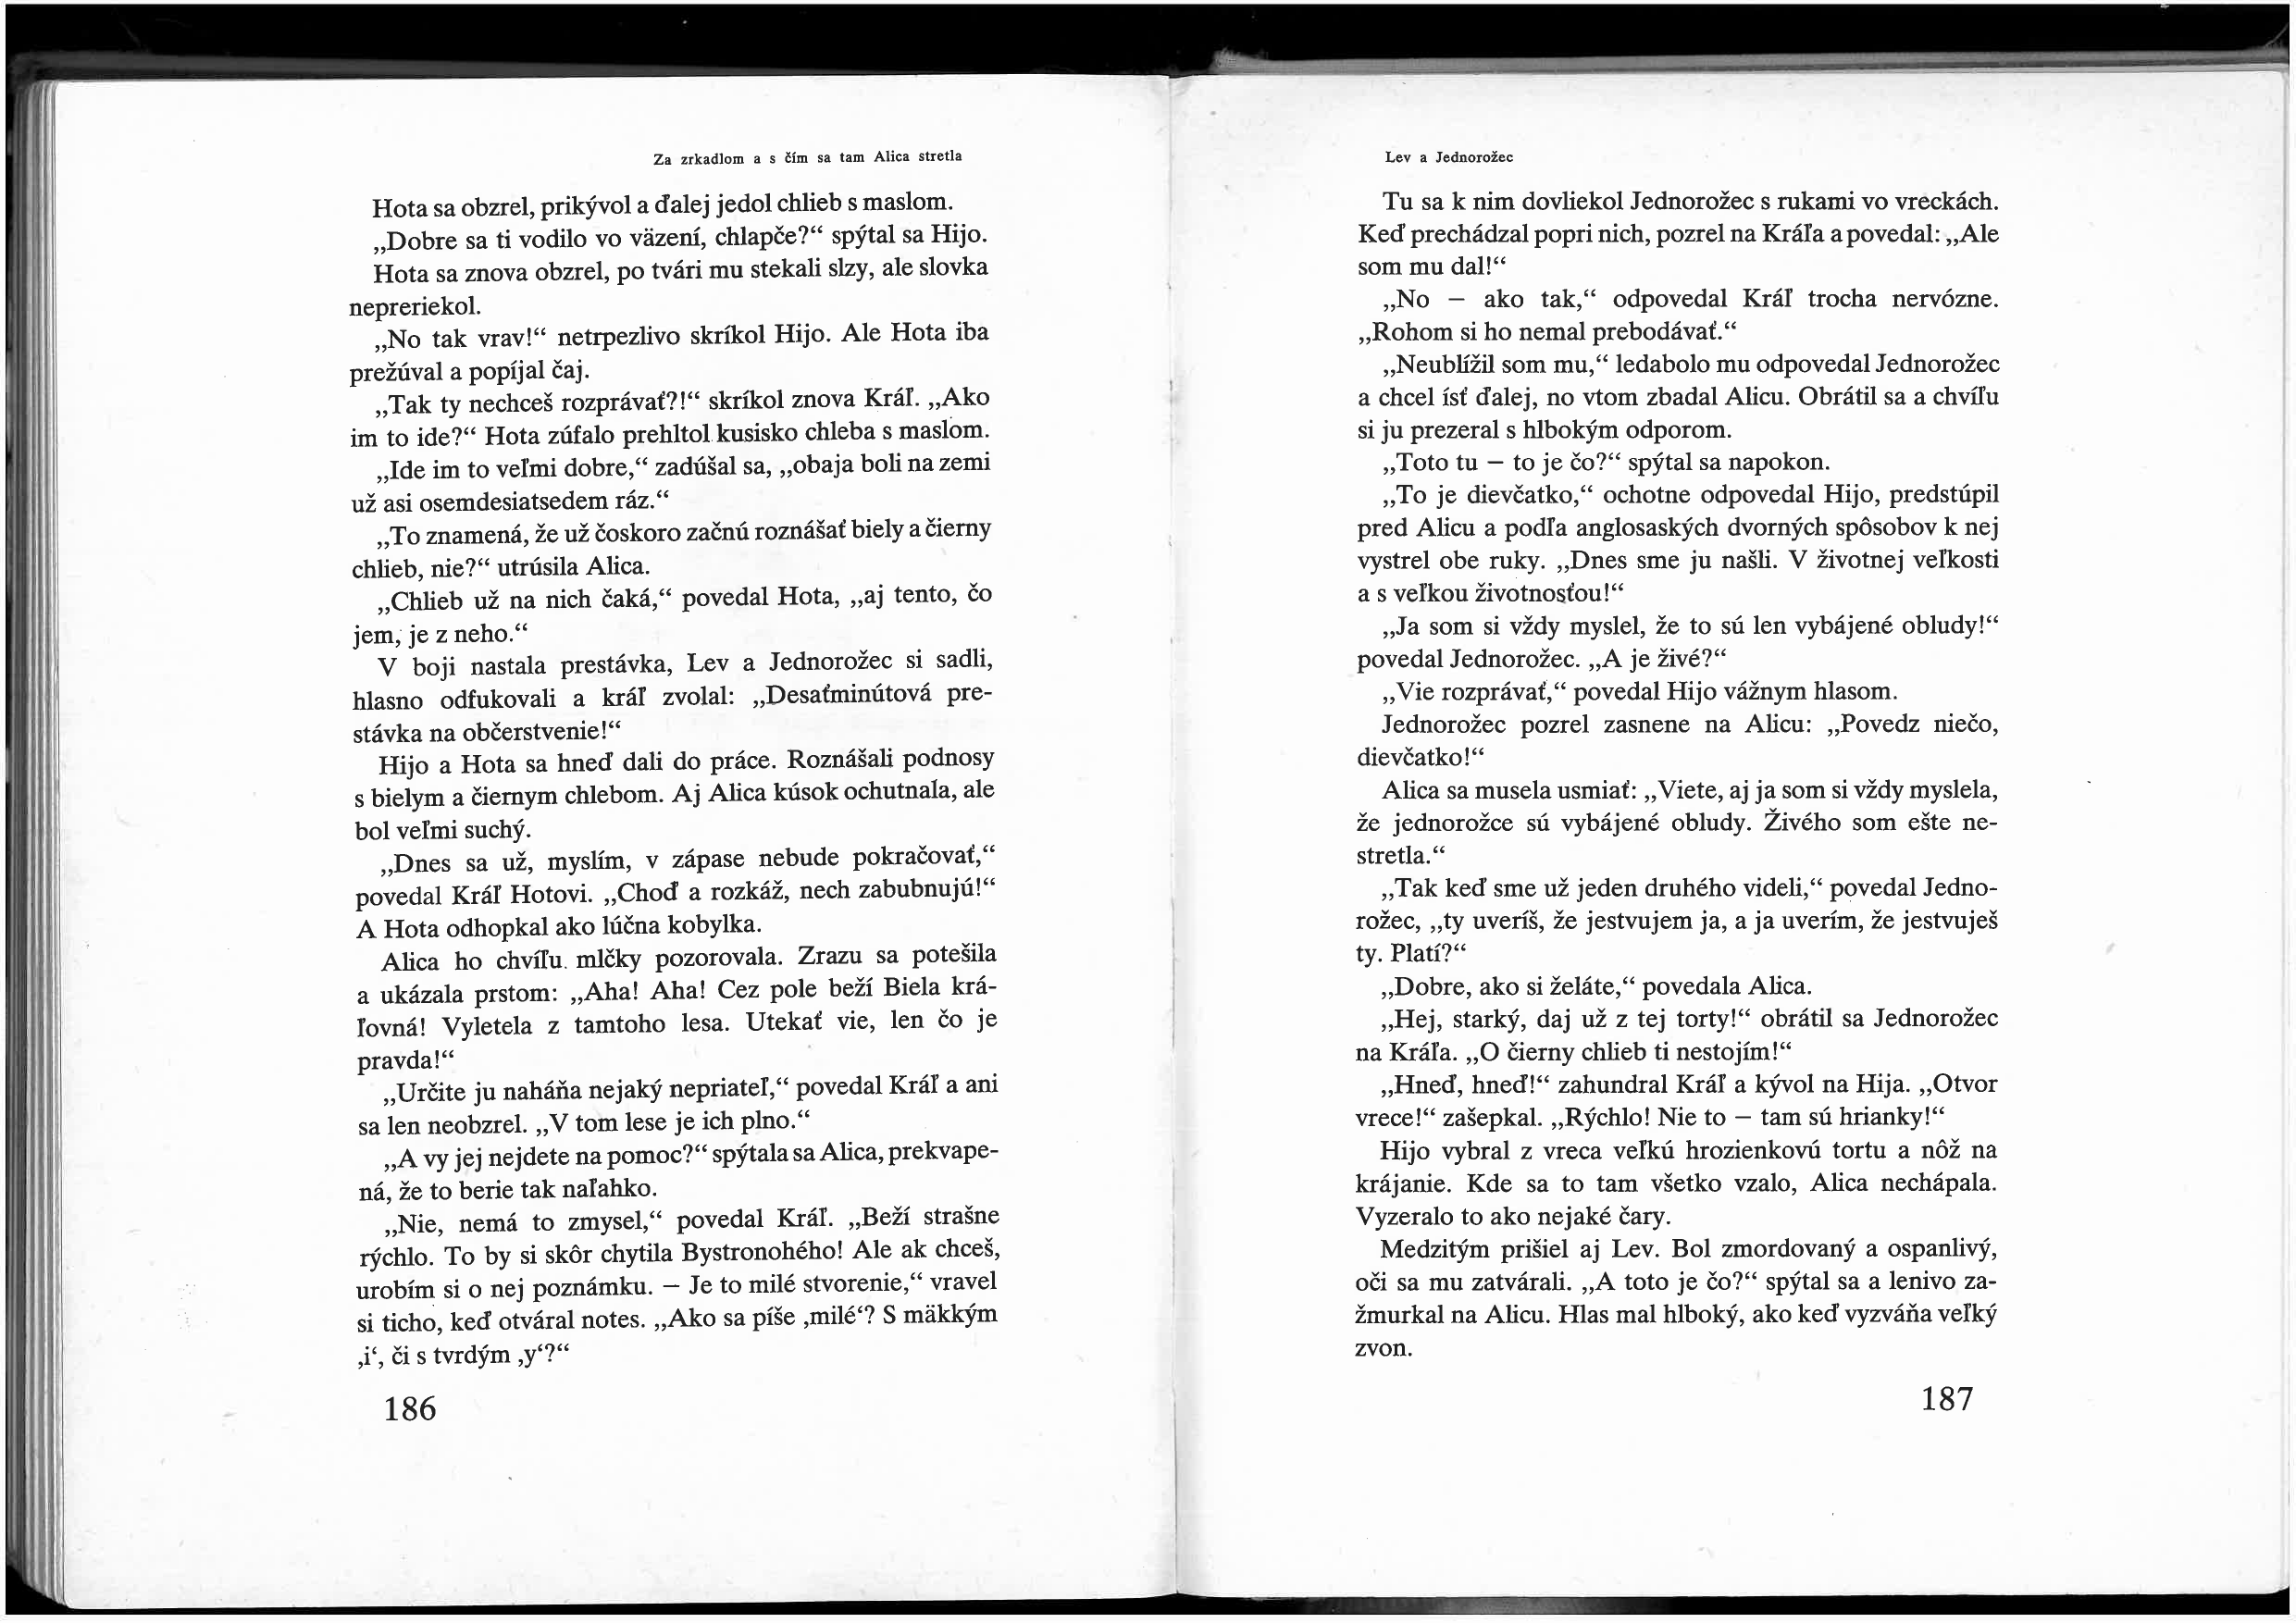 Za zrkadlom a s čím sa tam Alica stretla
Hota sa obzrel, prikývol a ďalej jedol chlieb s maslom.
„Dobre sa ti vodilo vo väzení, chlapče?“ spýtal sa Hijo.
Hota sa znova obzrel, po tvári mu stekali slzy, ale slovka
nepreriekol.
„No tak vrav!“ netrpezlivo skríkol Hijo. Ale Hota iba
prežúval a popíjal čaj.
„Tak ty nechceš rozprávať?!“ skríkol znova Kráľ. „Ako
im to ide?“ Hota zúfalo prehltol kusisko chleba s maslom.
„Ide im to veľmi dobre,“ zadúšal sa, „obaja boli na zemi
už asi osemdesiatsedem ráz.“
„To znamená, že už čoskoro začnú roznášať biely a čierny
chlieb, nie?“ utrúsila Alica.
„Chlieb už na nich čaká,“ povedal Hota, „aj tento, čo
jem, je z neho.“
V boji nastala prestávka, Lev a Jednorožec si sadli,
hlasno odfukovali a kráľ zvolal: „Desaťminútová pre-
stávka na občerstvenie!“
Hijo a Hota sa hneď dali do práce. Roznášali podnosy
s bielym a čiernym chlebom. Aj Alica kúsok ochutnala, ale
bol veľmi suchý.
„Dnes sa už, myslím, v zápase nebude pokračovať,“
povedal Kráľ Hotovi. „Choď a rozkáž, nech zabubnujú!“
A Hota odhopkal ako lúčna kobylka.
Alica ho chvíľu mlčky pozorovala. Zrazu sa potešila
a ukázala prstom: „Aha! Aha! Cez pole beží Biela krá-
ľovná! Vyletela z tamtoho lesa. Utekať vie, len čo je
pravda!“
„Určite ju naháňa nejaký nepriateľ,“ povedal Kráľ a ani
sa len neobzrel. „V tom lese je ich plno.“
„A vy jej nejdete na pomoc?“ spýtala sa Alica, prekvape-
ná, že to berie tak naľahko.
„Nie, nemá to zmysel,“ povedal Kráľ. „Beží strašne
rýchlo. To by si skôr chytila Bystronohého! Ale ak chceš,
urobím si o nej poznámku. — Je to milé stvorenie,“ vravel
si ticho, keď otváral notes. „Ako sa píše ‚milé‘? S mäkkým
‚i‘, či s tvrdým ‚y‘?“
186
Lev a Jednorožec
Tu sa k nim dovliekol Jednorožec s rukami vo vreckách.
Keď prechádzal popri nich, pozrel na Kráľa a povedal: „Ale
som mu dal!“
„No — ako tak,“ odpovedal Kráľ trocha nervózne.
„Rohom si ho nemal prebodávať.“
„Neublížil som mu,“ ledabolo mu odpovedal Jednorožec
a chcel ísť ďalej, no vtom zbadal Alicu. Obrátil sa a chvíľu
si ju prezeral s hlbokým odporom.
„Toto tu — to je čo?“ spýtal sa napokon.
„To je dievčatko,“ ochotne odpovedal Hijo, predstúpil
pred Alicu a podľa anglosaských dvorných spôsobov k nej
vystrel obe ruky. „Dnes sme ju našli. V životnej veľkosti
a s veľkou životnosťou!“
„Ja som si vždy myslel, že to sú len vybájené obludy!“
povedal Jednorožec. „A je živé?“
„Vie rozprávať,“ povedal Hijo vážnym hlasom.
Jednorožec pozrel zasnene na Alicu: „Povedz niečo,
dievčatko!“
Alica sa musela usmiať: „Viete, aj ja som si vždy myslela,
že jednorožce sú vybájené obludy. Živého som ešte ne-
stretla.“
„Tak keď sme už jeden druhého videli,“ povedal Jedno-
rožec, „ty uveríš, že jestvujem ja, a ja uverím, že jestvuješ
ty. Platí?“
„Dobre, ako si želáte,“ povedala Alica.
„Hej, starký, daj už z tej torty!“ obrátil sa Jednorožec
na Kráľa. „O čierny chlieb ti nestojím!“
„Hneď, hneď!“ zahundral Kráľ a kývol na Hija. „Otvor
vrece!“ zašepkal. „Rýchlo! Nie to — tam sú hrianky!“
Hijo vybral z vreca veľkú hrozienkovú tortu a nôž na
krájanie. Kde sa to tam všetko vzalo, Alica nechápala.
Vyzeralo to ako nejaké čary.
Medzitým prišiel aj Lev. Bol zmordovaný a ospanlivý,
oči sa mu zatvárali. „A toto je čo?“ spýtal sa a lenivo za-
žmurkal na Alicu. Hlas mal hlboký, ako keď vyzváňa veľký
zvon.
187